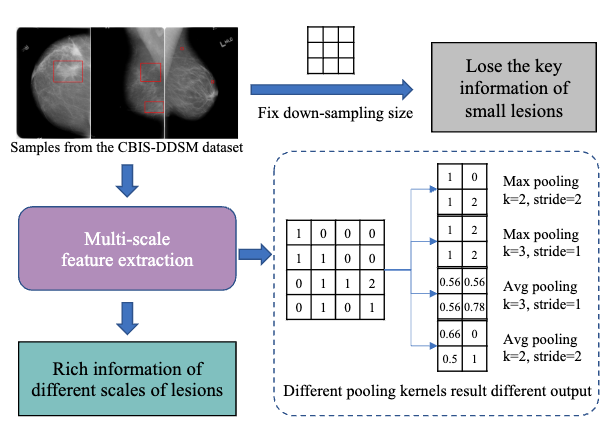 Fix down-sampling size
Lose the key
information of
small lesions
Samples from the CBIS-DDSM dataset
Multi-scale
feature extraction
Rich information of
different scales of lesions
1 0 0 0
1 1 0 0
0 1 1 2
0 1 0 1
1 0
1 2
Max pooling
k=2, stride=2
1 2
1 2
Max pooling
k=3, stride=1
0.56 0.56
0.56 0.78
Avg pooling
k=3, stride=1
0.66 0
0.5 1
Avg pooling
k=2, stride=2
Different pooling kernels result different output